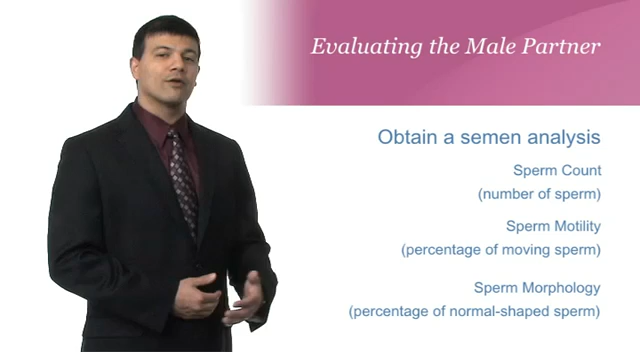 Evaluating the Male Partner
Obtain a semen analysis
Sperm Count
(number of sperm)
Sperm Motility
(percentage of moving sperm)
Sperm Morphology
(percentage of normal-shaped sperm)